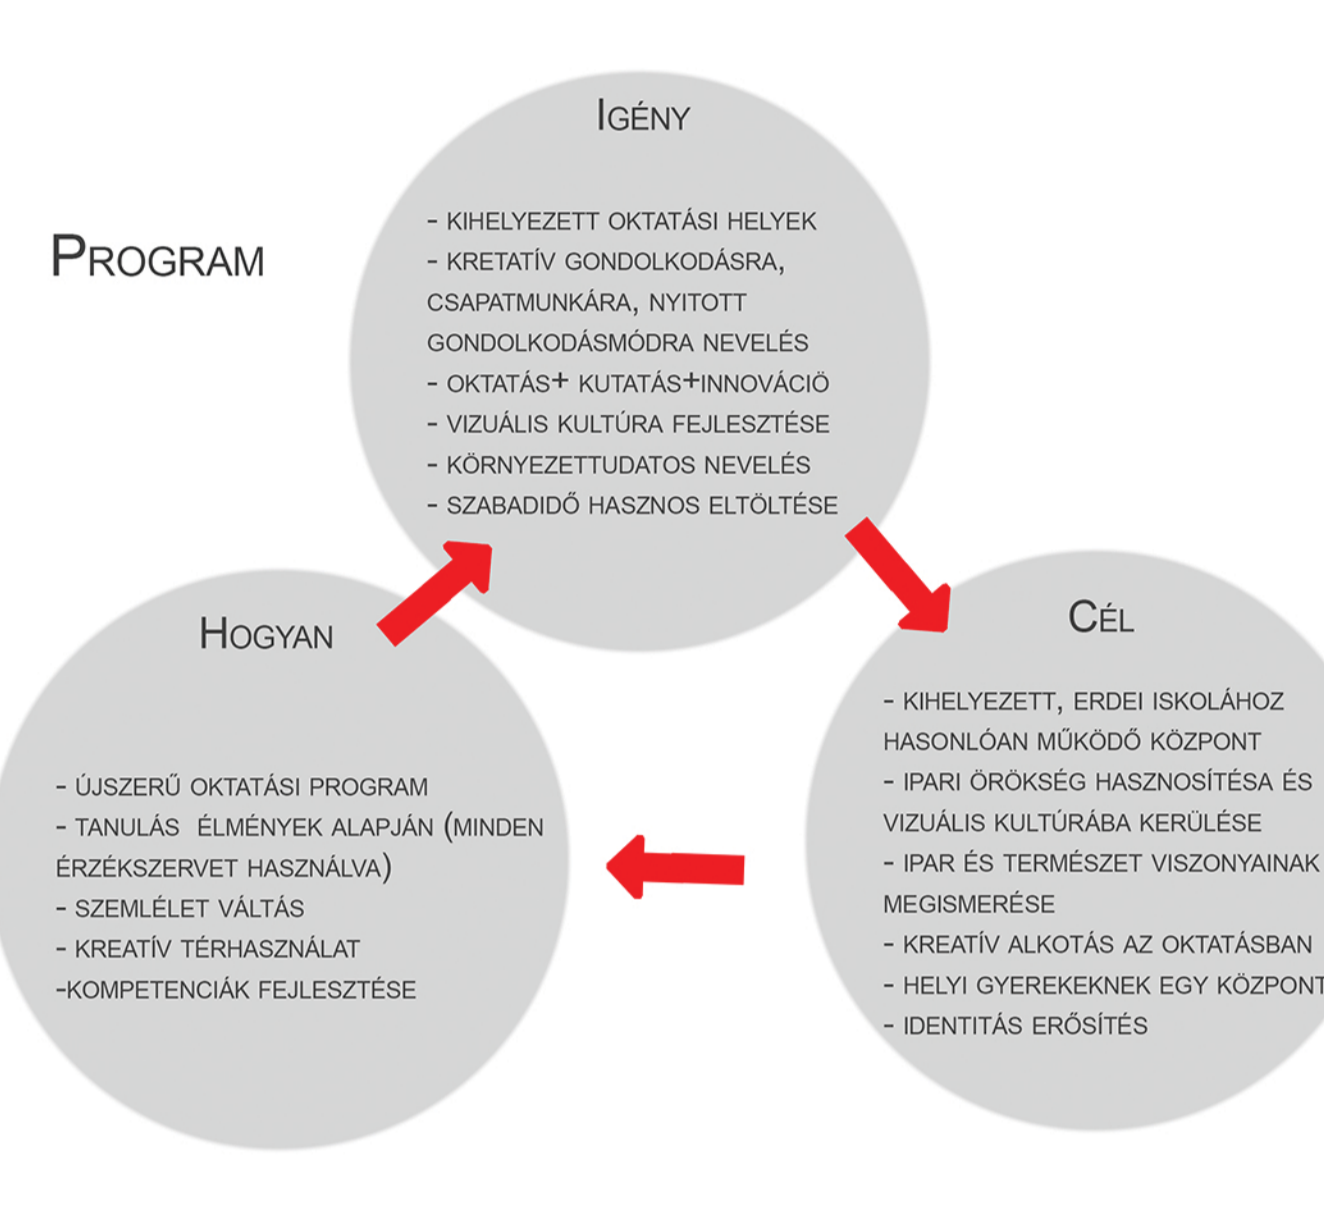 Program
Igény
- kihelyezett oktatási helyek
- kretatív gondolkodásra,
csapatmunkára, nyitott
gondolkodásmódra nevelés
- oktatás+ kutatás+innováciö
- vizuális kultúra fejlesztése
- környezettudatos nevelés
- szabadidő hasznos eltöltése
Cél
- kihelyezett, erdei iskolához
hasonlóan működő központ
- ipari örökség hasznosítésa és
vizuális kultúrába kerülése
- ipar és természet viszonyainak
megismerése
- kreatív alkotás az oktatásban
- helyi gyerekeknek egy központ
- identitás erősítés
Hogyan
- újszerű oktatási program
- tanulás élmények alapján (minden
érzékszervet használva)
- szemlélet váltás
- kreatív térhasználat
-kompetenciák fejlesztése